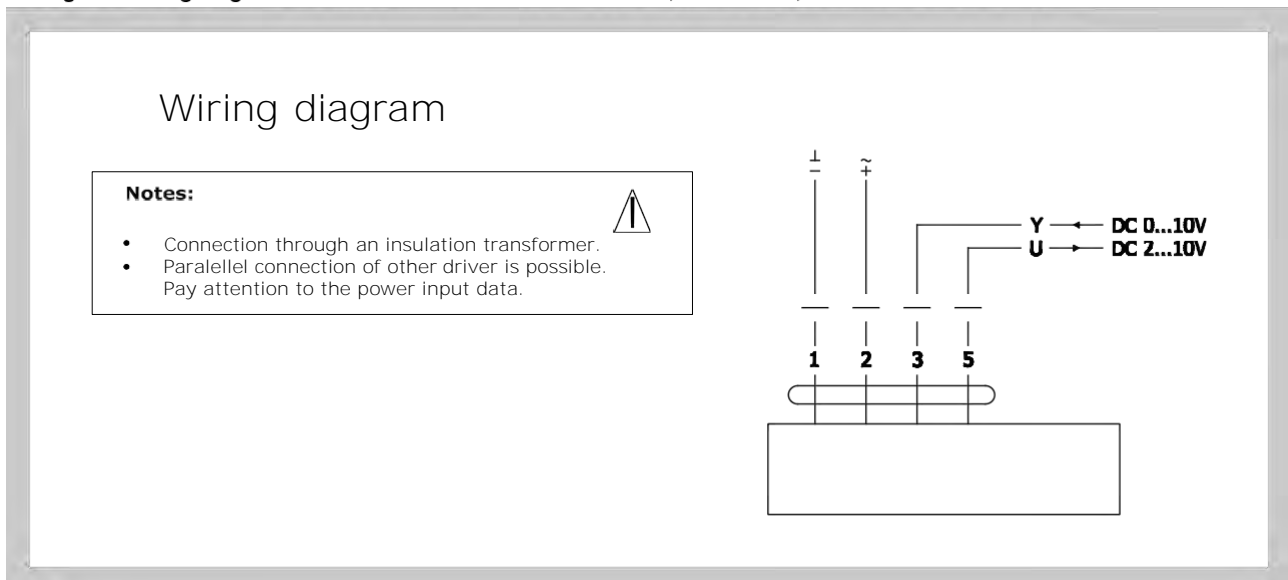 Wiring diagram
Notes:
• Connection through an insulation transformer.
• Paralellel connection of other driver is possible.
Pay attention to the power input data.
⊥ ~
− +
Y DC 0...10V
U DC 2...10V
1 2 3 5